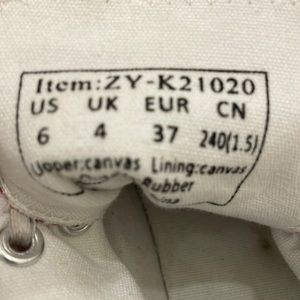 Item:ZY-K21020
US UK EUR CN
6 4 37 240(1.5)
Upper:canvas Lining:canvas
Rubber